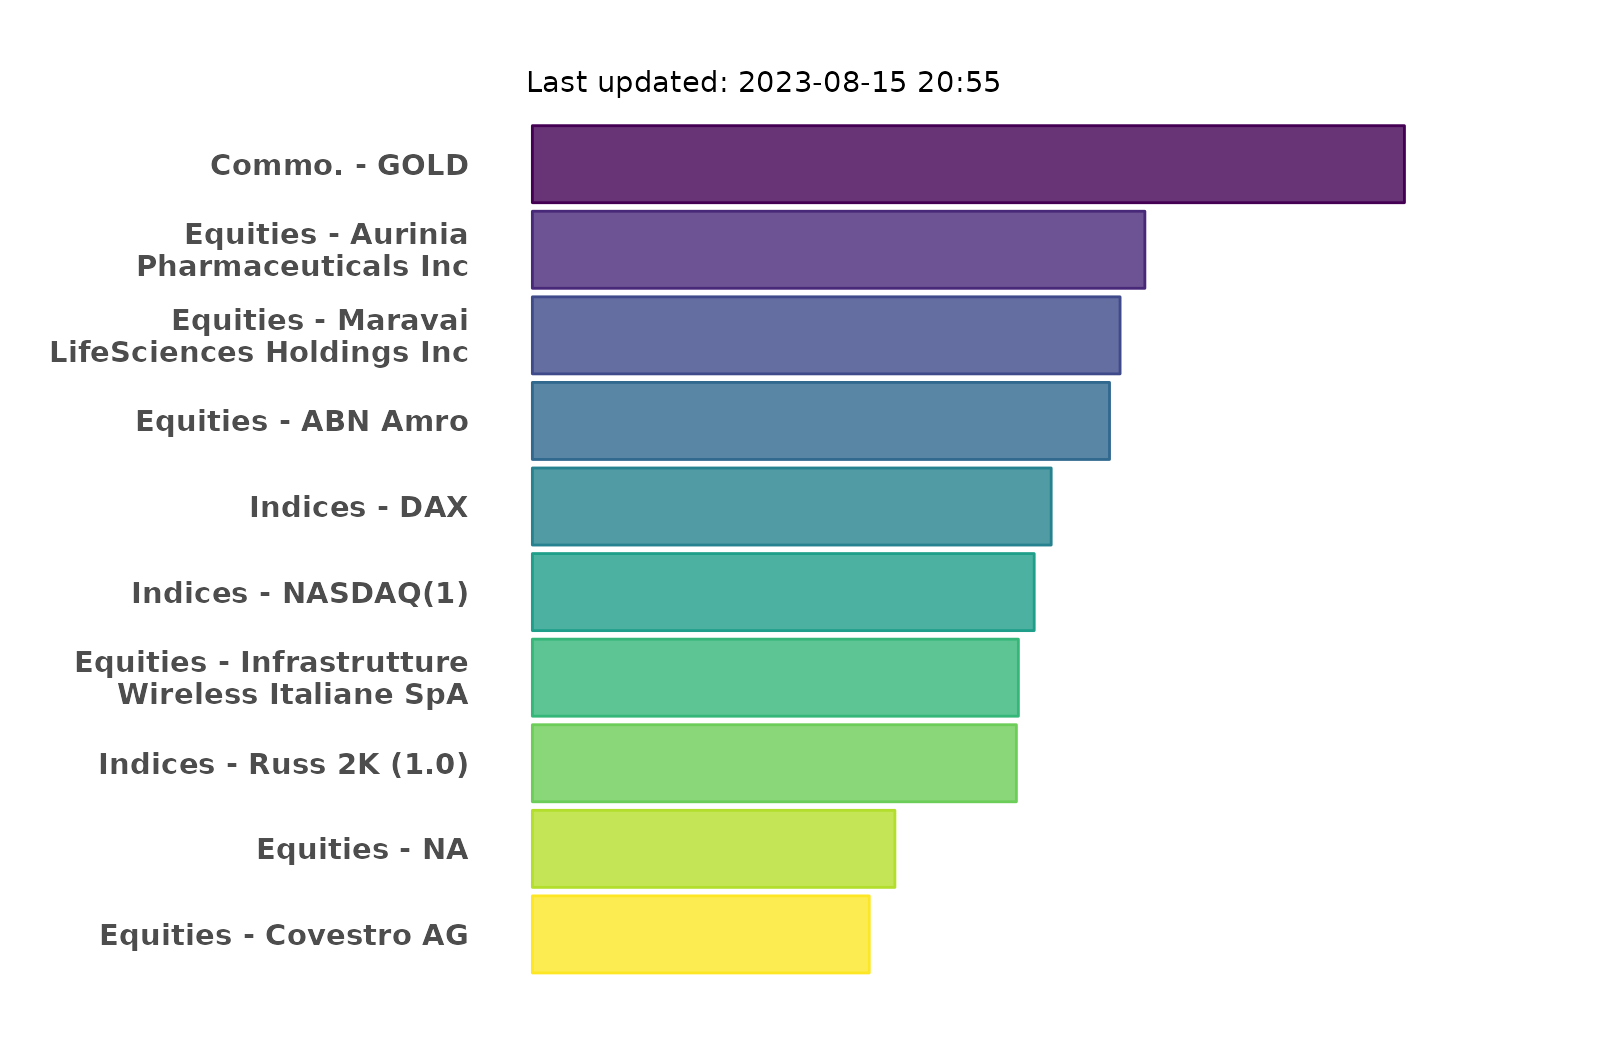 Last updated: 2023-08-15 20:55
Commo. - GOLD
Equities - Aurinia
Pharmaceuticals Inc
Equities - Maravai
LifeSciences Holdings Inc
Equities - ABN Amro
Indices - DAX
Indices - NASDAQ(1)
Equities - Infrastrutture
Wireless Italiane SpA
Indices - Russ 2K (1.0)
Equities - NA
Equities - Covestro AG